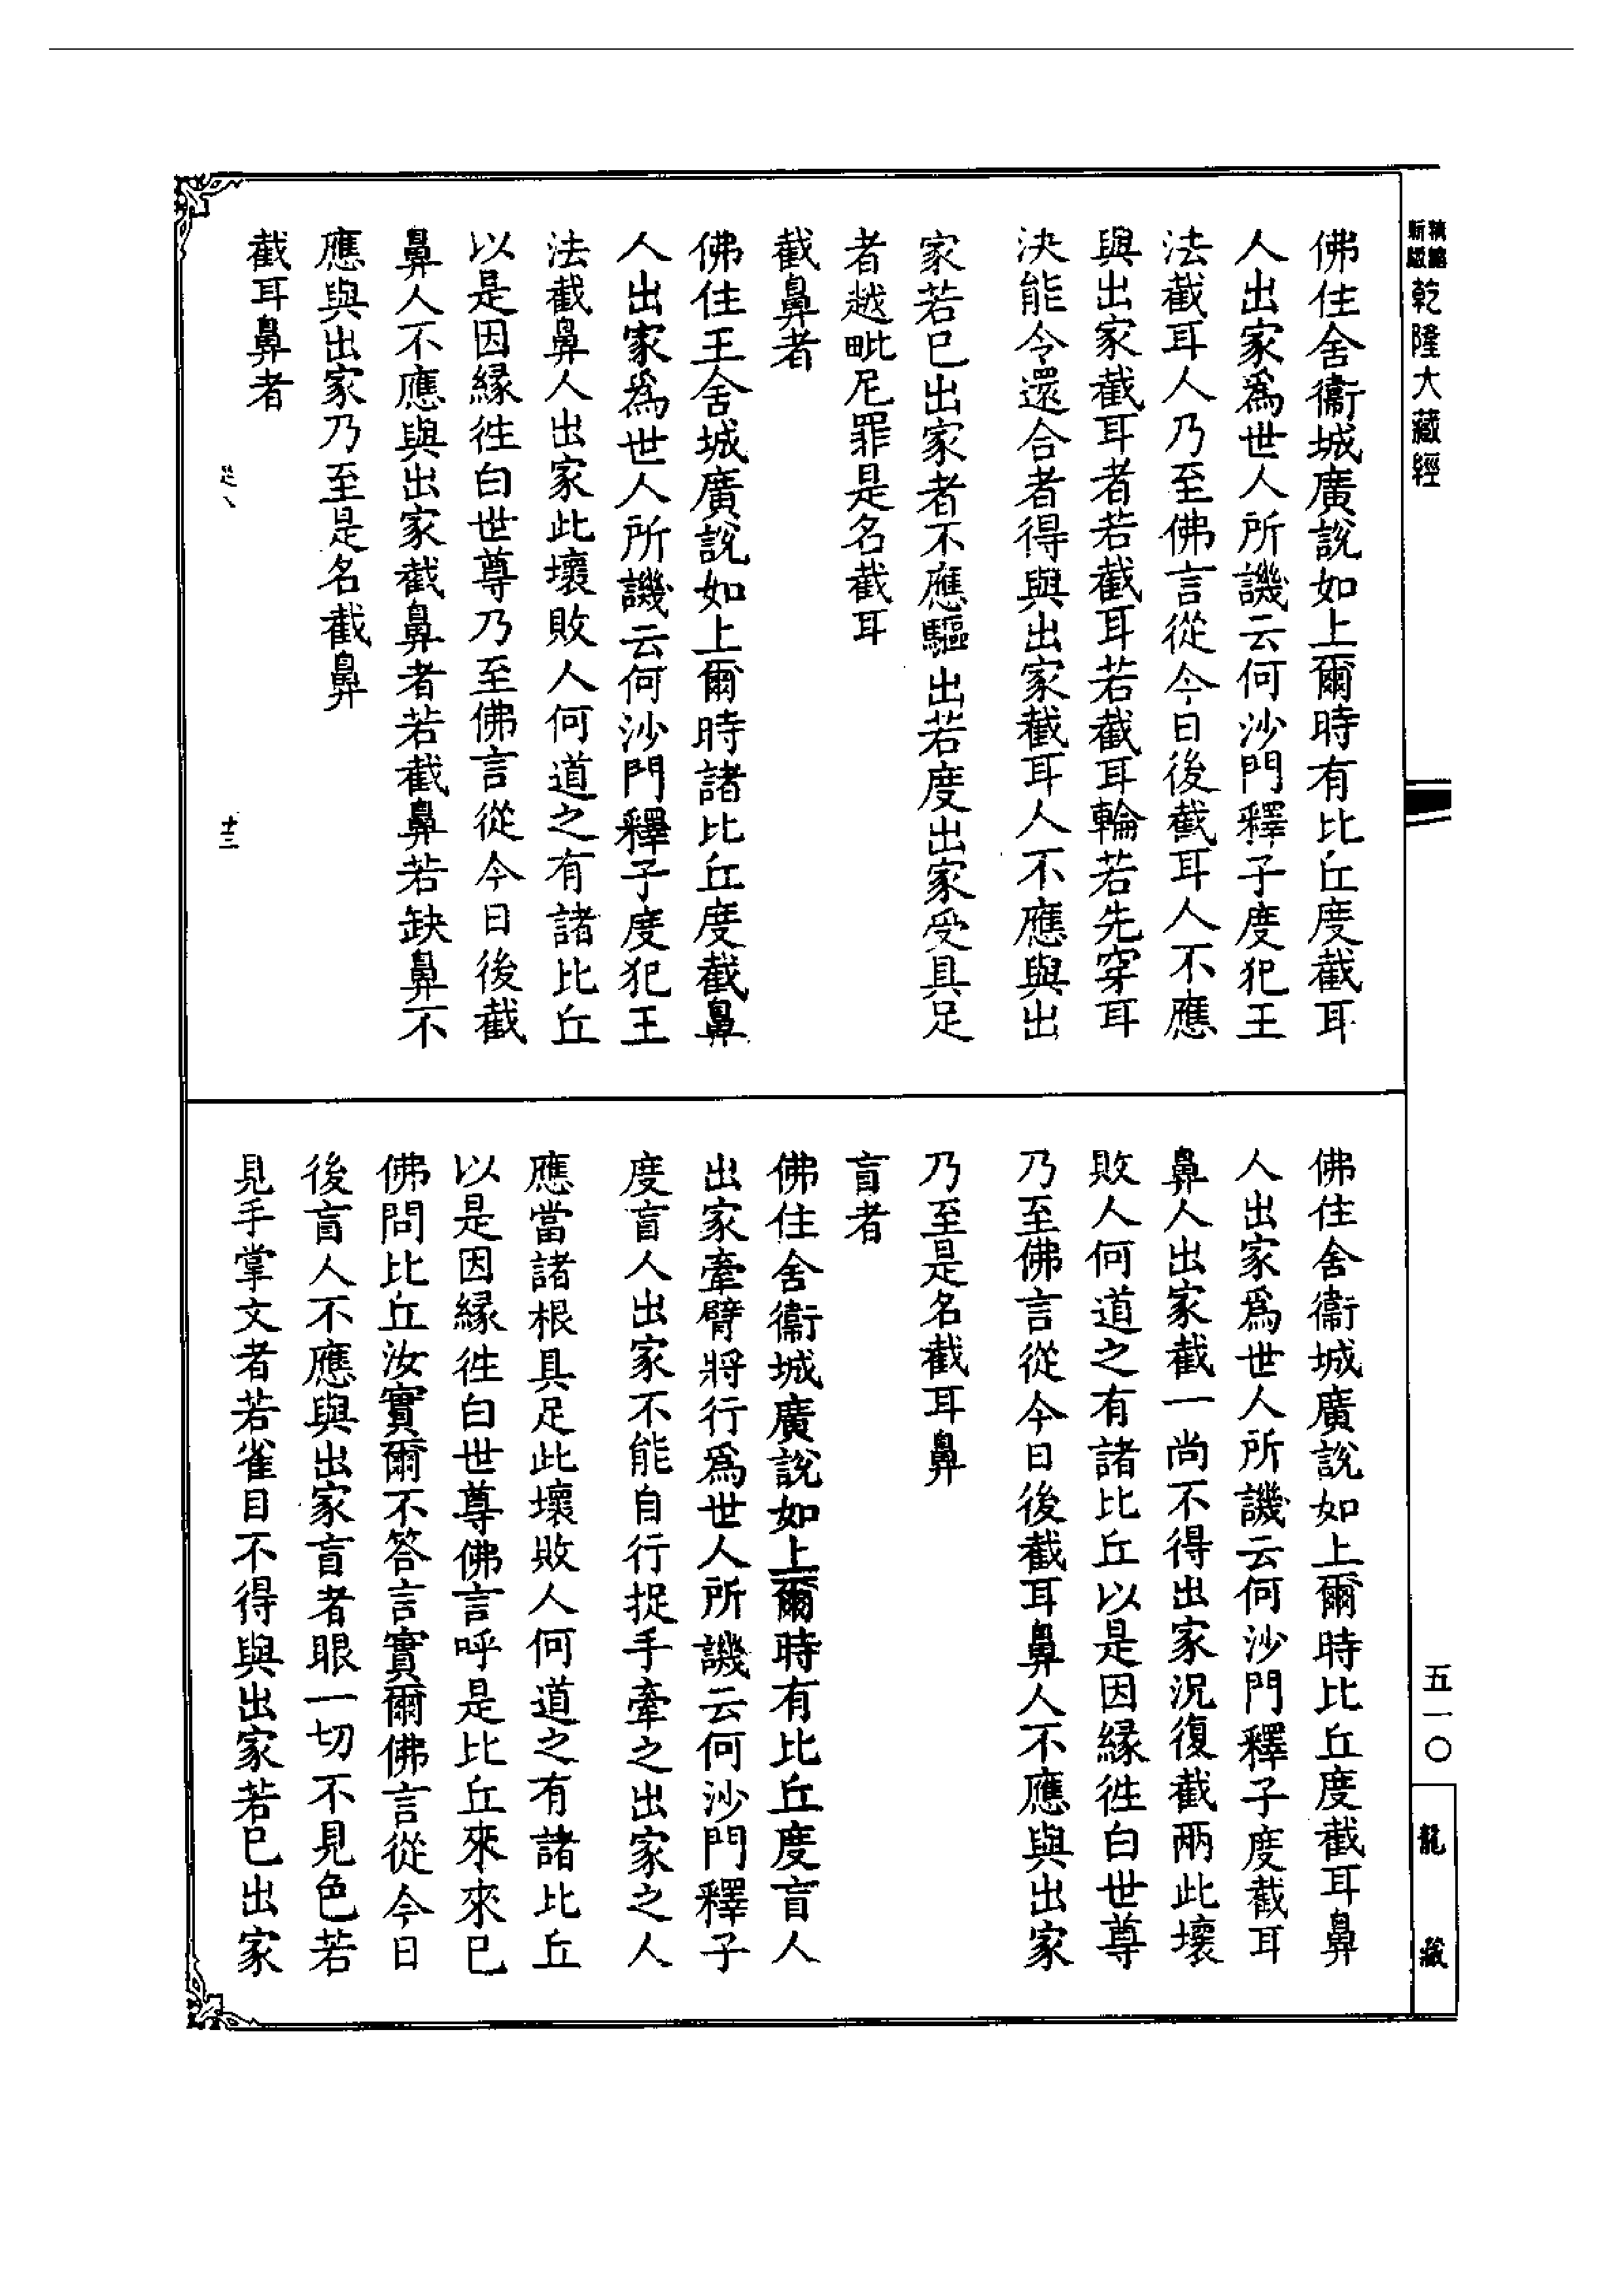 新版
精縮
乾隆大藏經
佛住舍衞城廣說如上爾時有比丘度截耳
人出家爲世人所譏云何沙門釋子度犯王
法截耳人乃至佛言從今日後截耳人不應
與出家截耳者若截耳若截耳輪若先穿耳
決能令還合者得與出家截耳人不應與出
家若已出家者不應驅出若度出家受具足
者越毗尼罪是名截耳
截鼻者
佛住王舍城廣說如上爾時諸比丘度截鼻
人出家爲世人所譏云何沙門釋子度犯王
法截鼻人出家此壞敗人何道之有諸比丘
以是因緣徃白世尊乃至佛言從今日後截
鼻人不應與出家截鼻者若截鼻若缺鼻不
應與出家乃至是名截鼻
截耳鼻者
十三
佛住舍衞城廣說如上爾時比丘度截耳鼻
人出家爲世人所譏云何沙門釋子度截耳
鼻人出家截一尚不得出家況復截兩此壞
敗人何道之有諸比丘以是因緣徃白世尊
乃至佛言從今日後截耳鼻人不應與出家
乃至是名截耳鼻
盲者
佛住舍衞城廣說如上爾時有比丘度盲人
出家牽臂將行爲世人所譏云何沙門釋子
度盲人出家不能自行捉手牽之出家之人
應當諸根具足此壞敗人何道之有諸比丘
以是因緣徃白世尊佛言呼是比丘來來已
佛問比丘汝實爾不答言實爾佛言從今日
後盲人不應與出家盲者眼一切不見色若
見手掌文者若雀目不得與出家若已出家
五一〇
龍藏